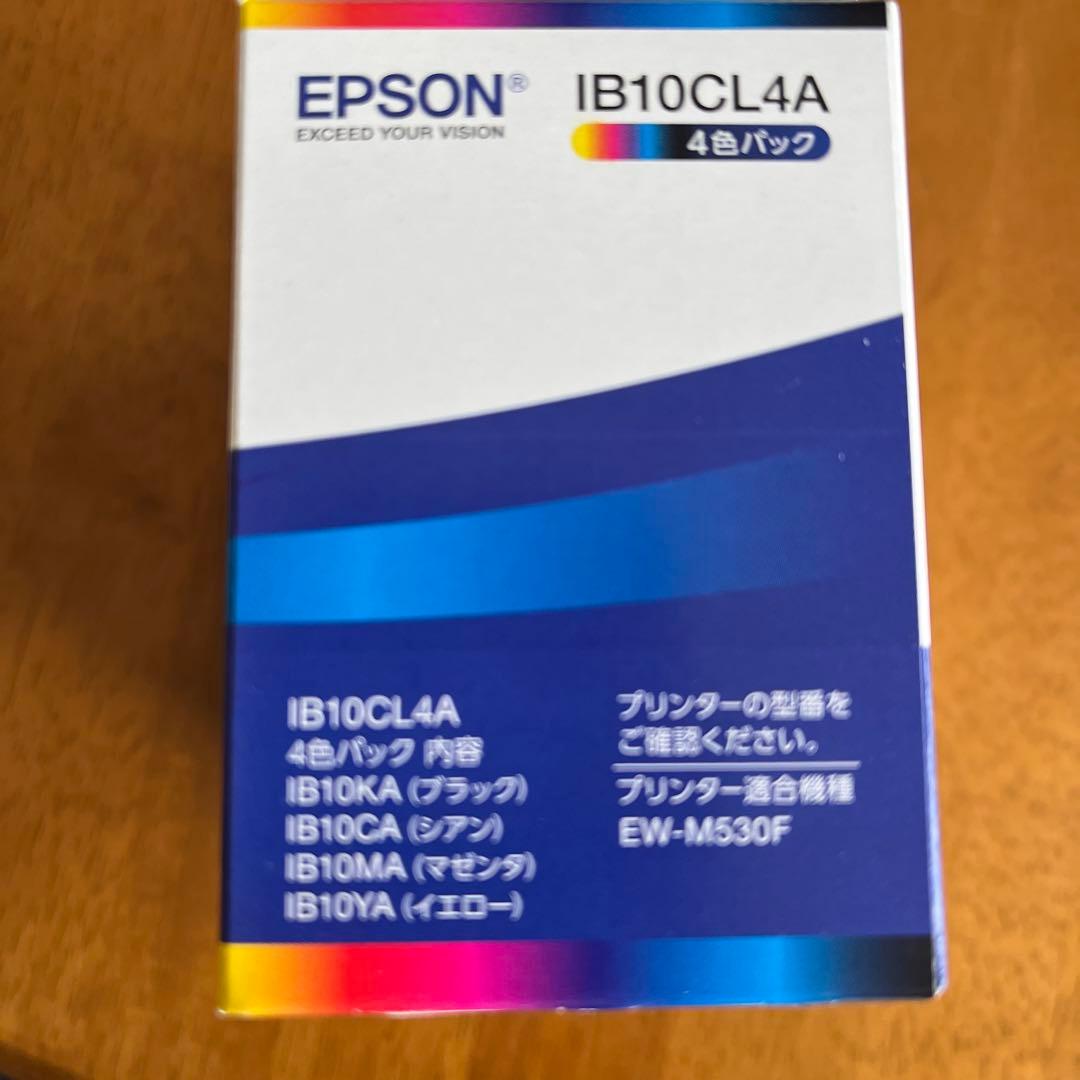 EPSON®
EXCEED YOUR VISION
IB10CL4A
4色パック
IB10CL4A
4色パック 内容
IB10KA (ブラック)
IB10CA (シアン)
IB10MA (マゼンタ)
IB10YA (イエロー)
プリンターの型番を
ご確認ください。
プリンター適合機種
EW-M530F